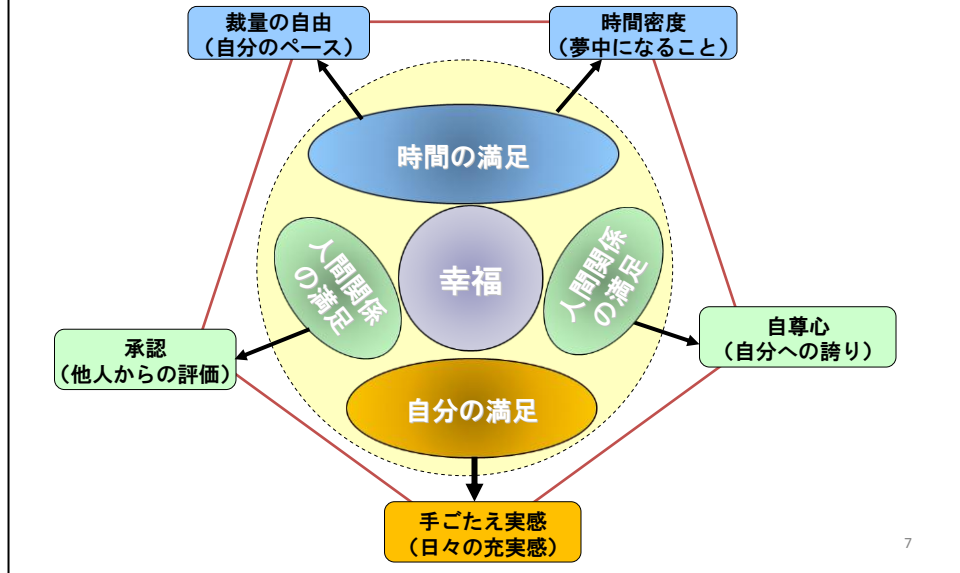 裁量の自由
（自分のペース）
時間密度
（夢中になること）
時間の満足
人間関係
の満足
幸福
人間関係
の満足
承認
（他人からの評価）
自尊心
（自分への誇り）
自分の満足
手ごたえ実感
（日々の充実感）
7